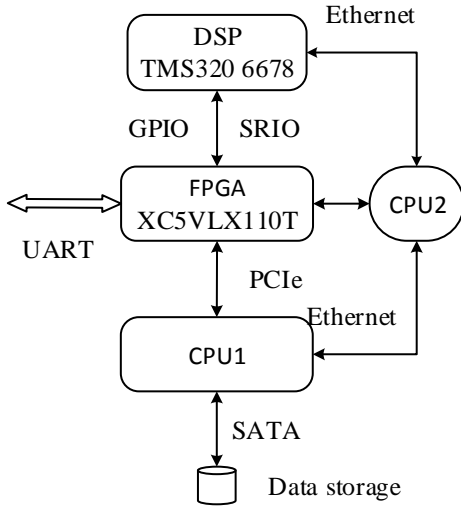 Ethernet
DSP
TMS320 6678
GPIO
SRIO
FPGA
XC5VLX110T
CPU2
UART
PCIe
Ethernet
CPU1
SATA
Data storage